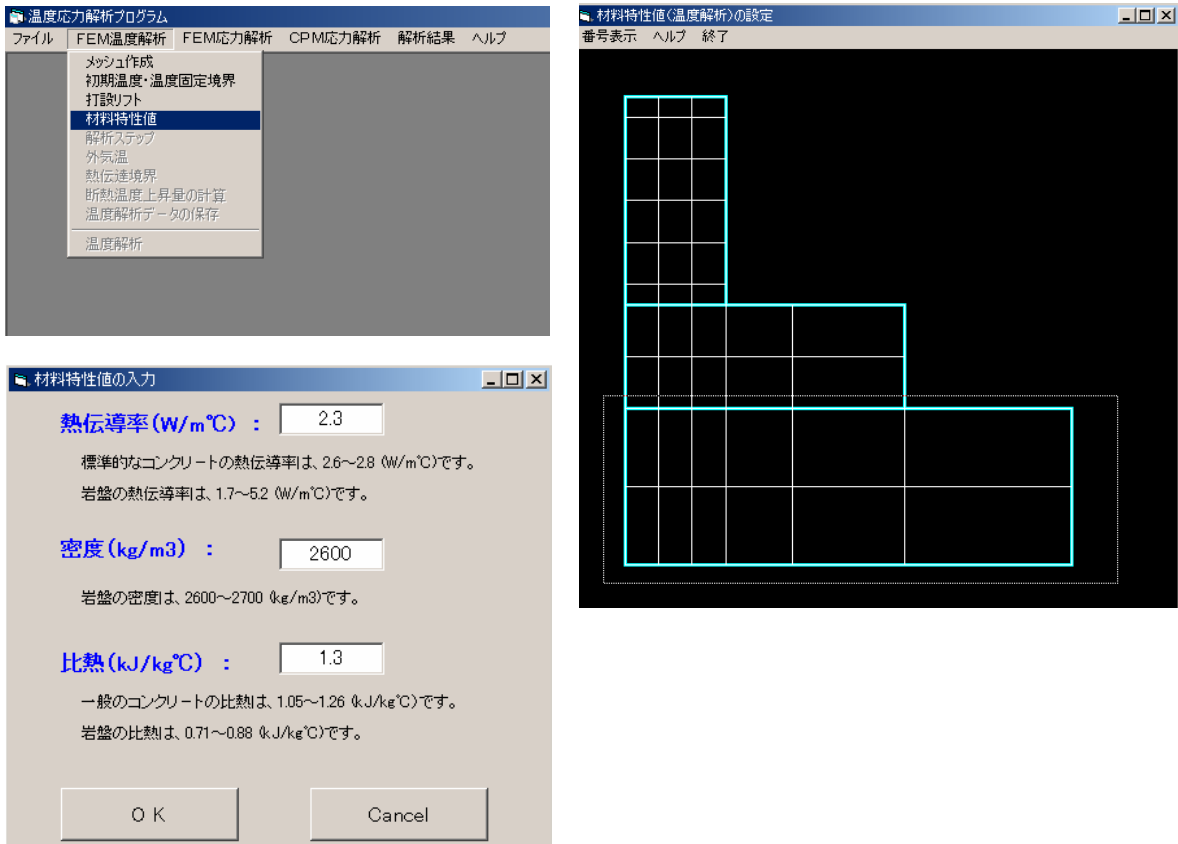 温度応力解析プログラム
ファイル FEM温度解析 FEM応力解析 CPM応力解析 解析結果 ヘルプ
メッシュ作成
初期温度・温度固定境界
打設リフト
材料特性値
解析ステップ
外気温
熱伝達境界
断熱温度上昇量の計算
温度解析データの保存
温度解析
材料特性値(温度解析)の設定
番号表示 ヘルプ 終了
材料特性値の入力
熱伝導率(W/m℃) : 2.3
標準的なコンクリートの熱伝導率は、2.6～2.8 (W/m℃)です。
岩盤の熱伝導率は、1.7～5.2 (W/m℃)です。
密度(kg/m3) : 2600
岩盤の密度は、2600～2700 (kg/m3)です。
比熱(kJ/kg℃) : 1.3
一般のコンクリートの比熱は、1.05～1.26 (kJ/kg℃)です。
岩盤の比熱は、0.71～0.88 (kJ/kg℃)です。
O K Cancel